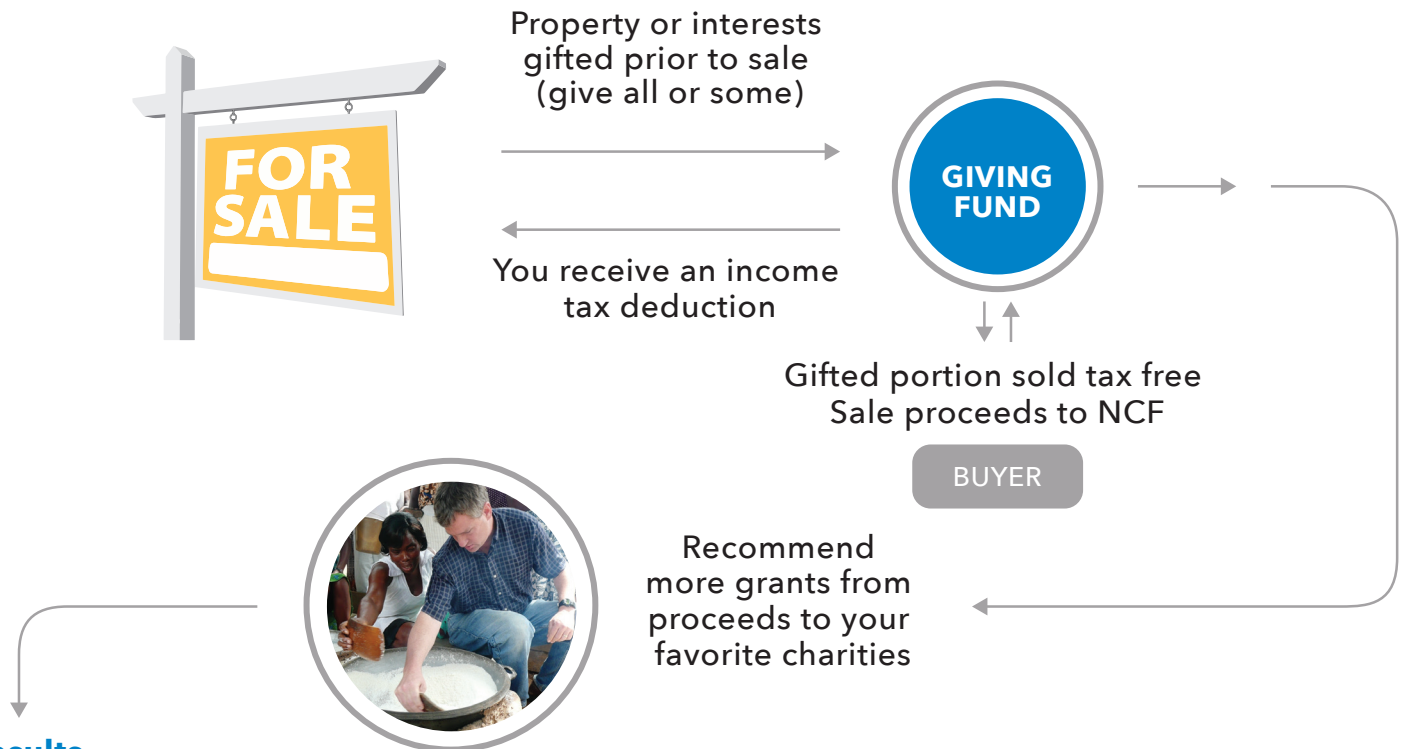 Property or interests
gifted prior to sale
(give all or some)
FOR
SALE
GIVING
FUND
You receive an income
tax deduction
Gifted portion sold tax free
Sale proceeds to NCF
BUYER
Recommend
more grants from
proceeds to your
favorite charities